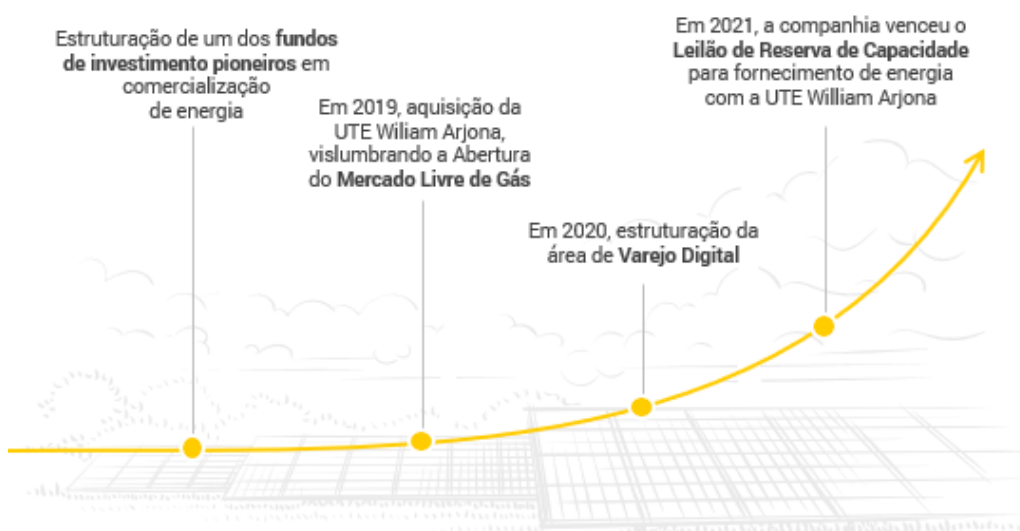 Estruturação de um dos fundos
de investimento pioneiros em
comercialização
de energia
Em 2019, aquisição da
UTE Wiliam Arjona,
vislumbrando a Abertura
do Mercado Livre de Gás
Em 2020, estruturação da
área de Varejo Digital
Em 2021, a companhia venceu o
Leilão de Reserva de Capacidade
para fornecimento de energia
com a UTE William Arjona